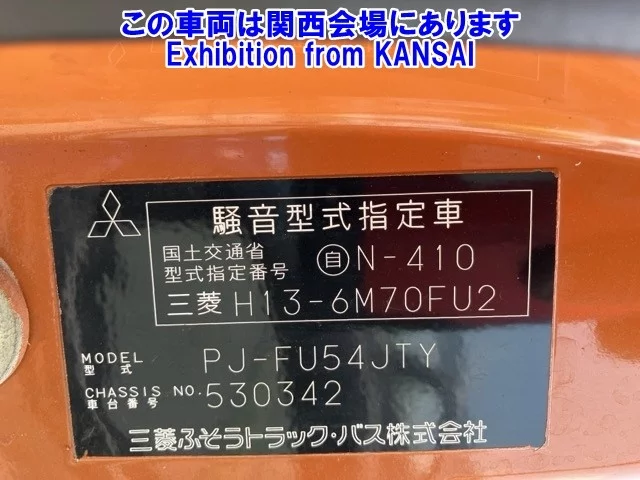 この車両は関西会場にあります
Exhibition from KANSAI
騒音型式指定車
国土交通省
型式指定番号 自N-410
三菱 H13-6M70FU2
MODEL PJ-FU54JTY
型式
CHASSIS NO. 530342
車台番号
三菱ふそうトラック・バス株式会社